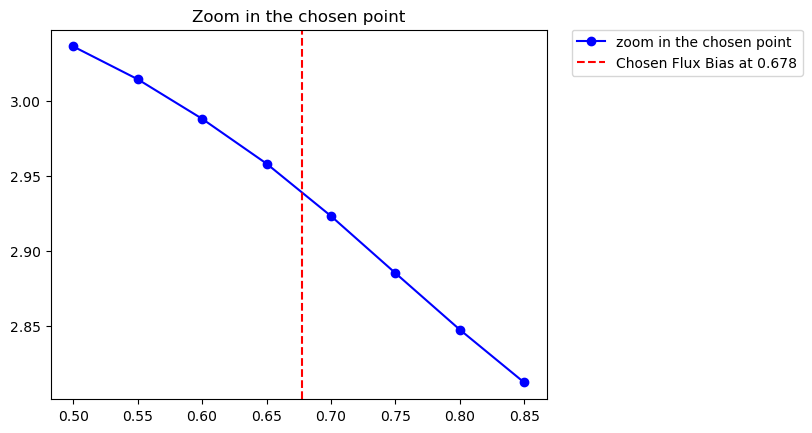 Zoom in the chosen point
zoom in the chosen point
Chosen Flux Bias at 0.678
3.00
2.95
2.90
2.85
0.50 0.55 0.60 0.65 0.70 0.75 0.80 0.85